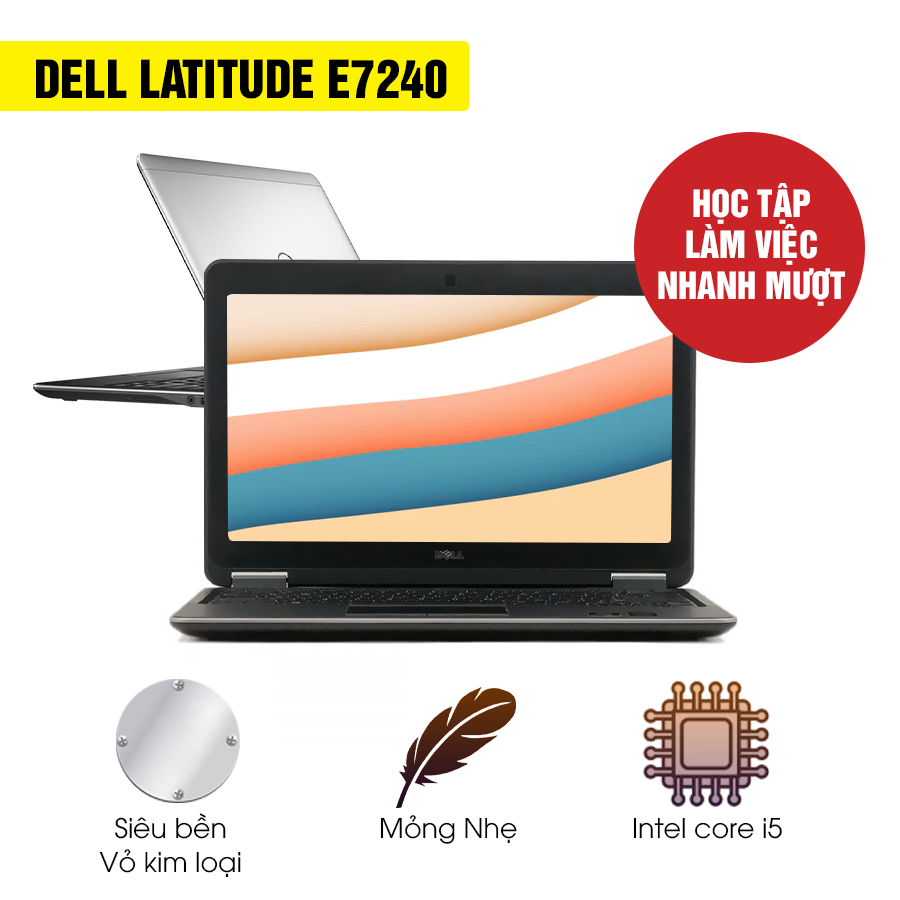 DELL LATITUDE E7240
HỌC TẬP
LÀM VIỆC
NHANH MƯỢT
DELL
Siêu bền
Vỏ kim loại
Mỏng Nhẹ
Intel core i5